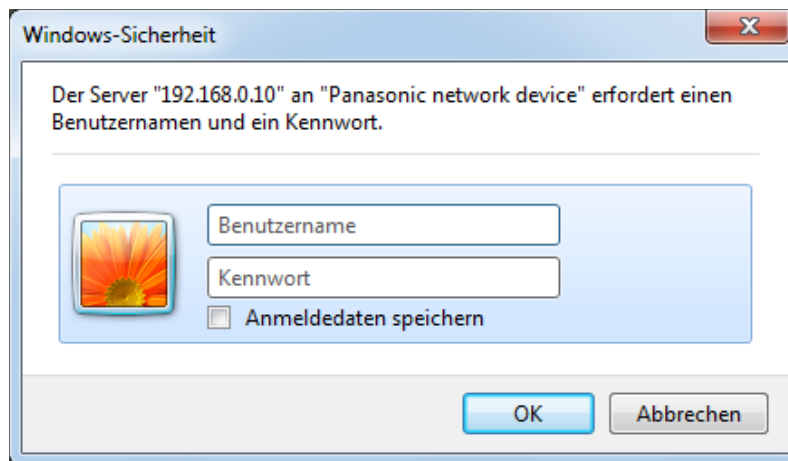 Windows-Sicherheit
Der Server "192.168.0.10" an "Panasonic network device" erfordert einen
Benutzernamen und ein Kennwort.
Benutzername
Kennwort
Anmeldedaten speichern
OK Abbrechen